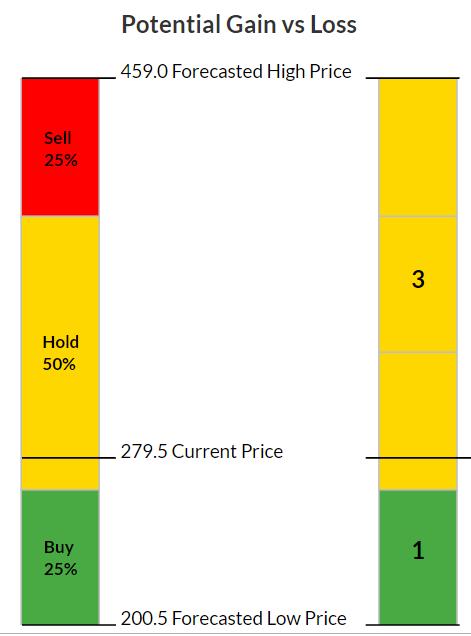 Potential Gain vs Loss
459.0 Forecasted High Price
Sell
25%
3
Hold
50%
279.5 Current Price
Buy
25%
1
200.5 Forecasted Low Price